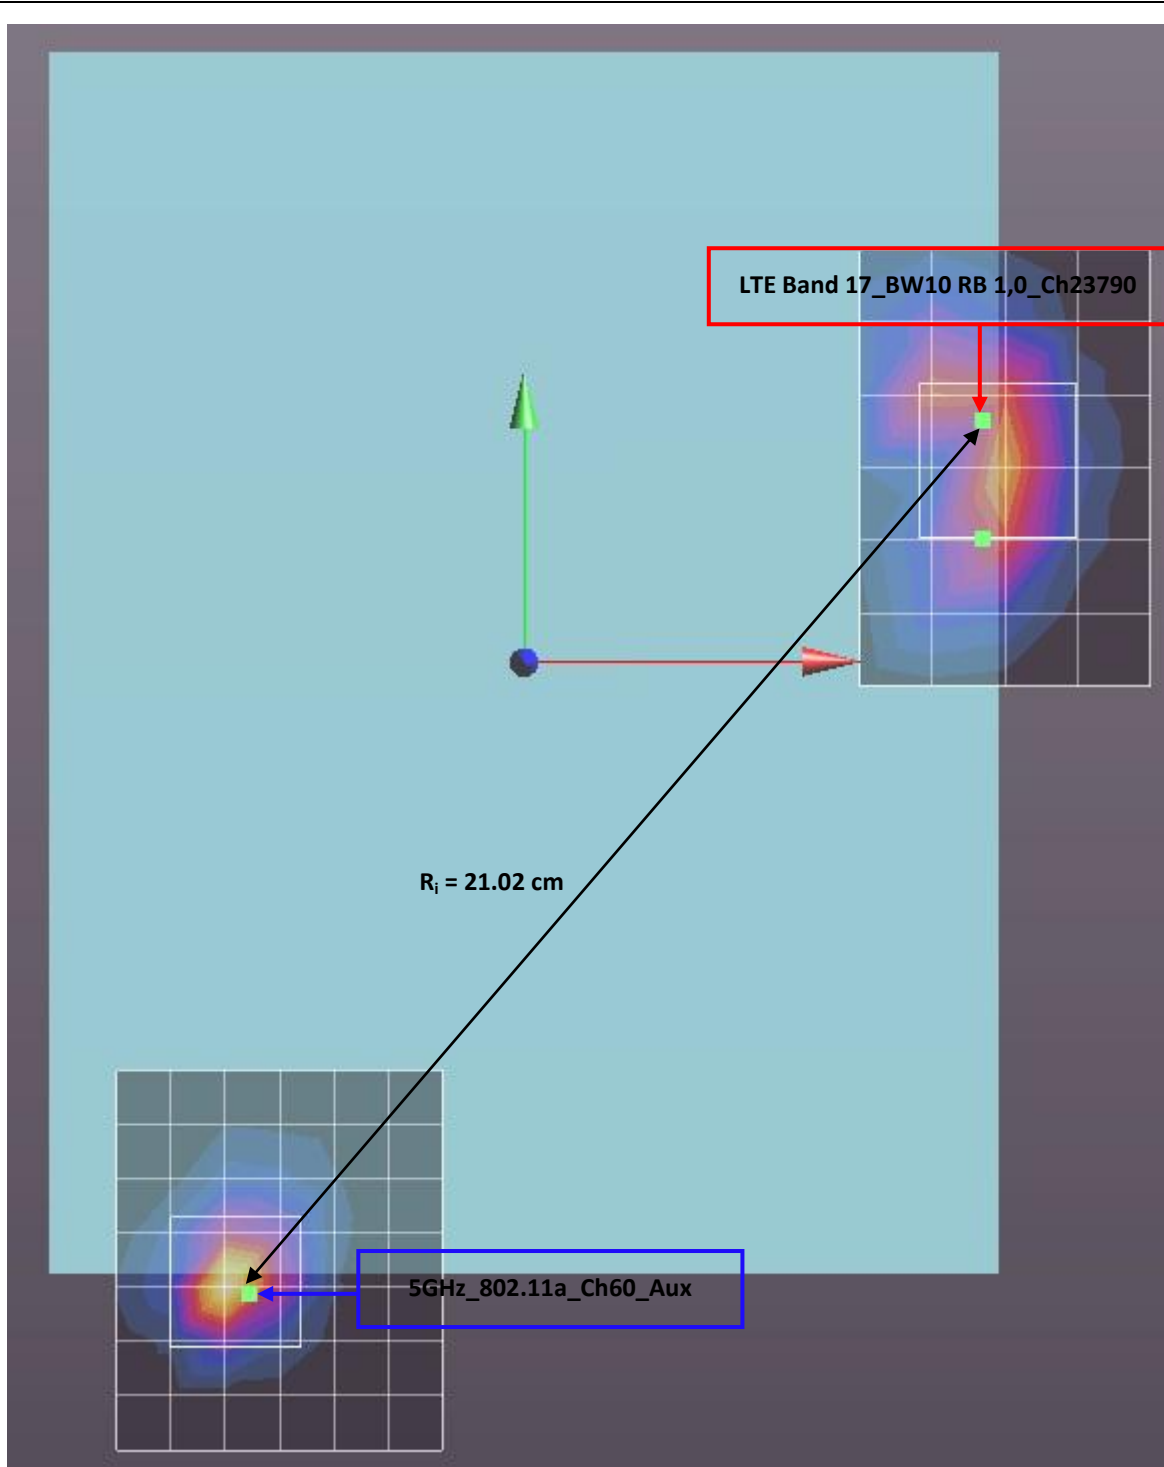 LTE Band 17_BW10 RB 1,0_Ch23790
Rᵢ = 21.02 cm
5GHz_802.11a_Ch60_Aux